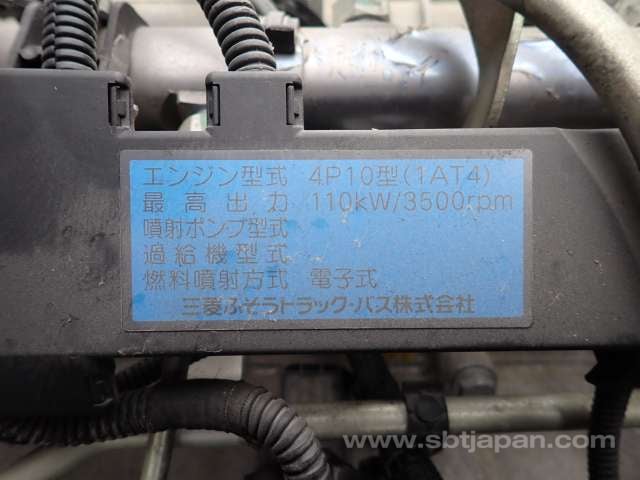 エンジン型式 4P10型(1AT4)
最高出力 110kW/3500rpm
噴射ポンプ型式
過給機型式
燃料噴射方式 電子式
三菱ふそうトラック・バス株式会社
www.sbtjapan.com